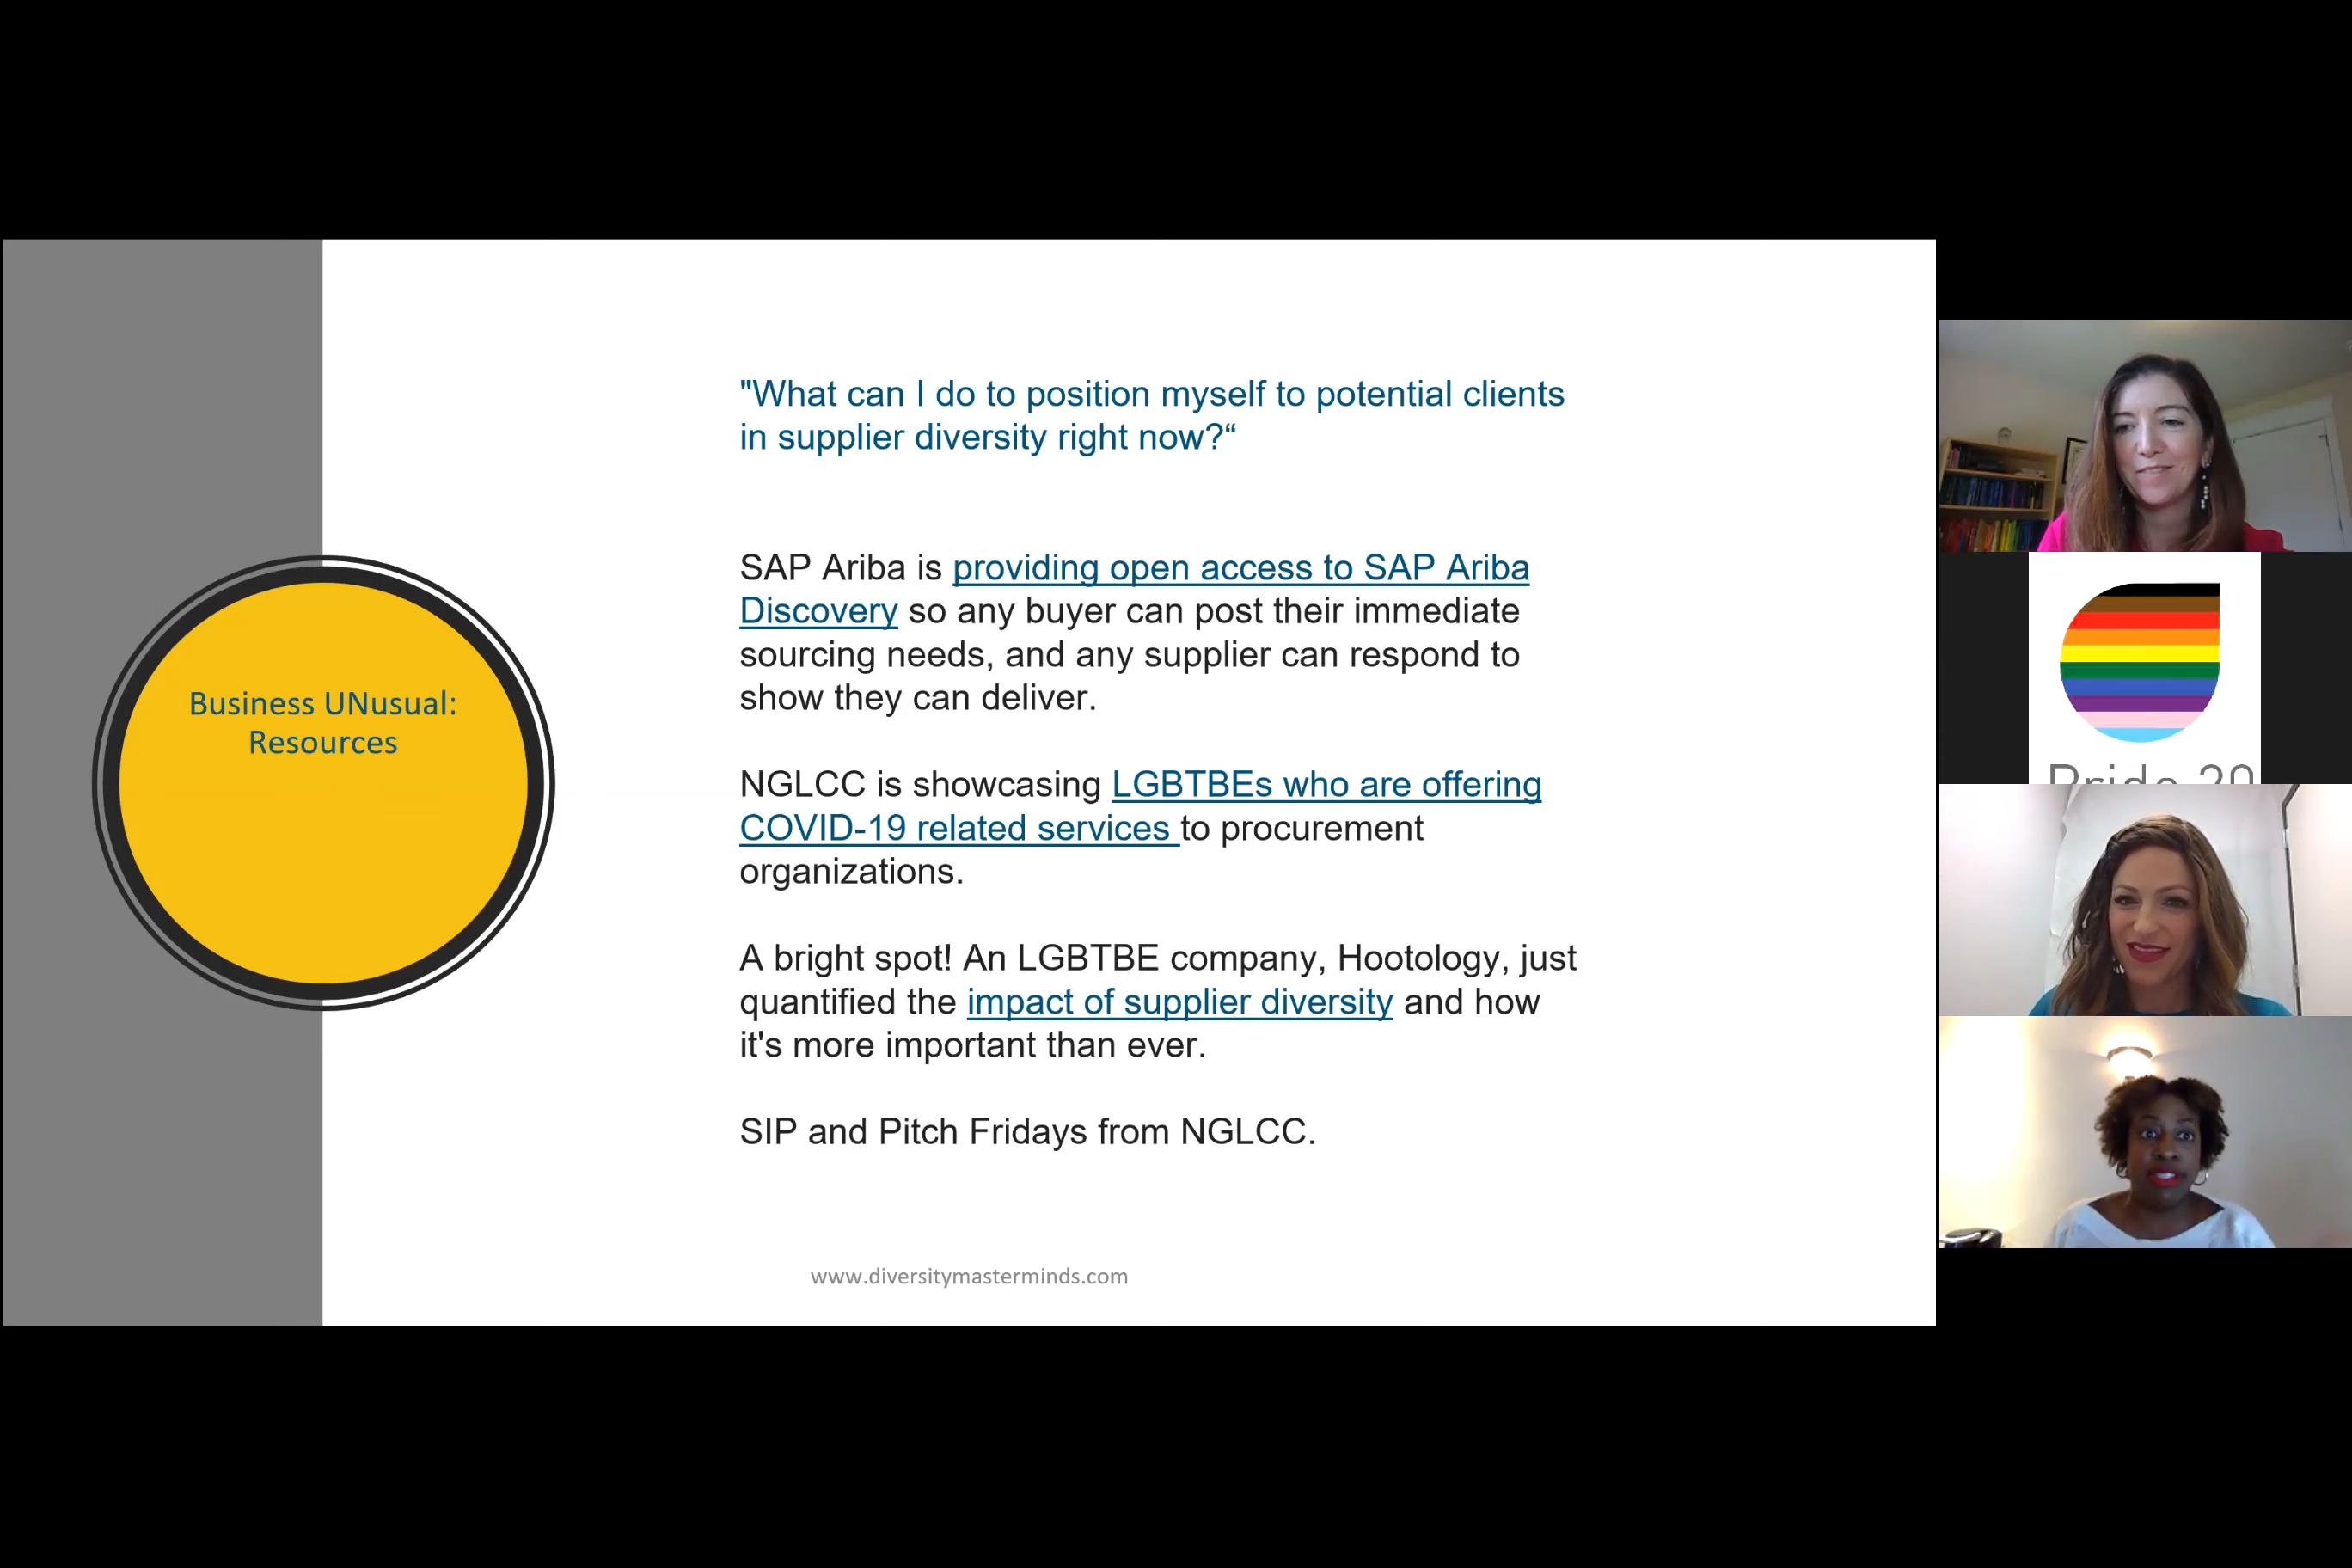 Business UNusual:
Resources
"What can I do to position myself to potential clients
in supplier diversity right now?“
SAP Ariba is providing open access to SAP Ariba
Discovery so any buyer can post their immediate
sourcing needs, and any supplier can respond to
show they can deliver.
NGLCC is showcasing LGBTBEs who are offering
COVID-19 related services to procurement
organizations.
A bright spot! An LGBTBE company, Hootology, just
quantified the impact of supplier diversity and how
it's more important than ever.
SIP and Pitch Fridays from NGLCC.
www.diversitymasterminds.com
Pride 20